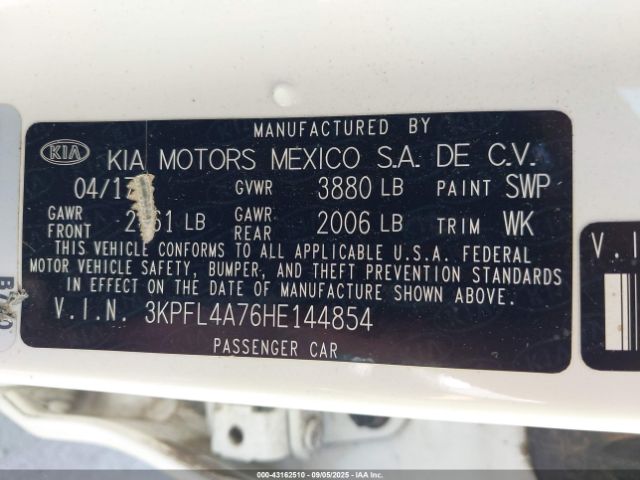 MANUFACTURED BY
KIA KIA MOTORS MEXICO S.A. DE C.V.
04/17 GVWR 3880 LB PAINT SWP
GAWR FRONT LB GAWR REAR 2006 LB TRIM WK
THIS VEHICLE CONFORMS TO ALL APPLICABLE U.S.A. FEDERAL
MOTOR VEHICLE SAFETY, BUMPER, AND THEFT PREVENTION STANDARDS
IN EFFECT ON THE DATE OF MANUFACTURE SHOWN ABOVE.
V.I.N. 3KPFL4A76HE144854
PASSENGER CAR
V.I
000-43162510 | 09/05/2025 | IAA Inc.